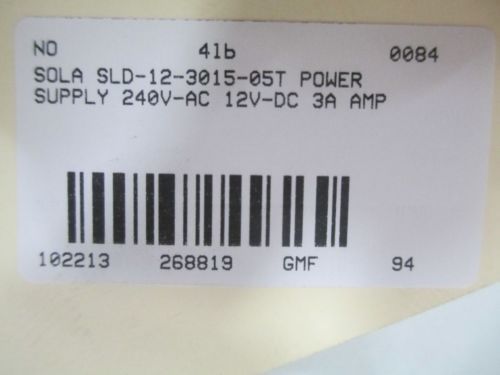 NO 4lb 0084
SOLA SLD-12-3015-05T POWER
SUPPLY 240V-AC 12V-DC 3A AMP
102213 268819 GMF 94